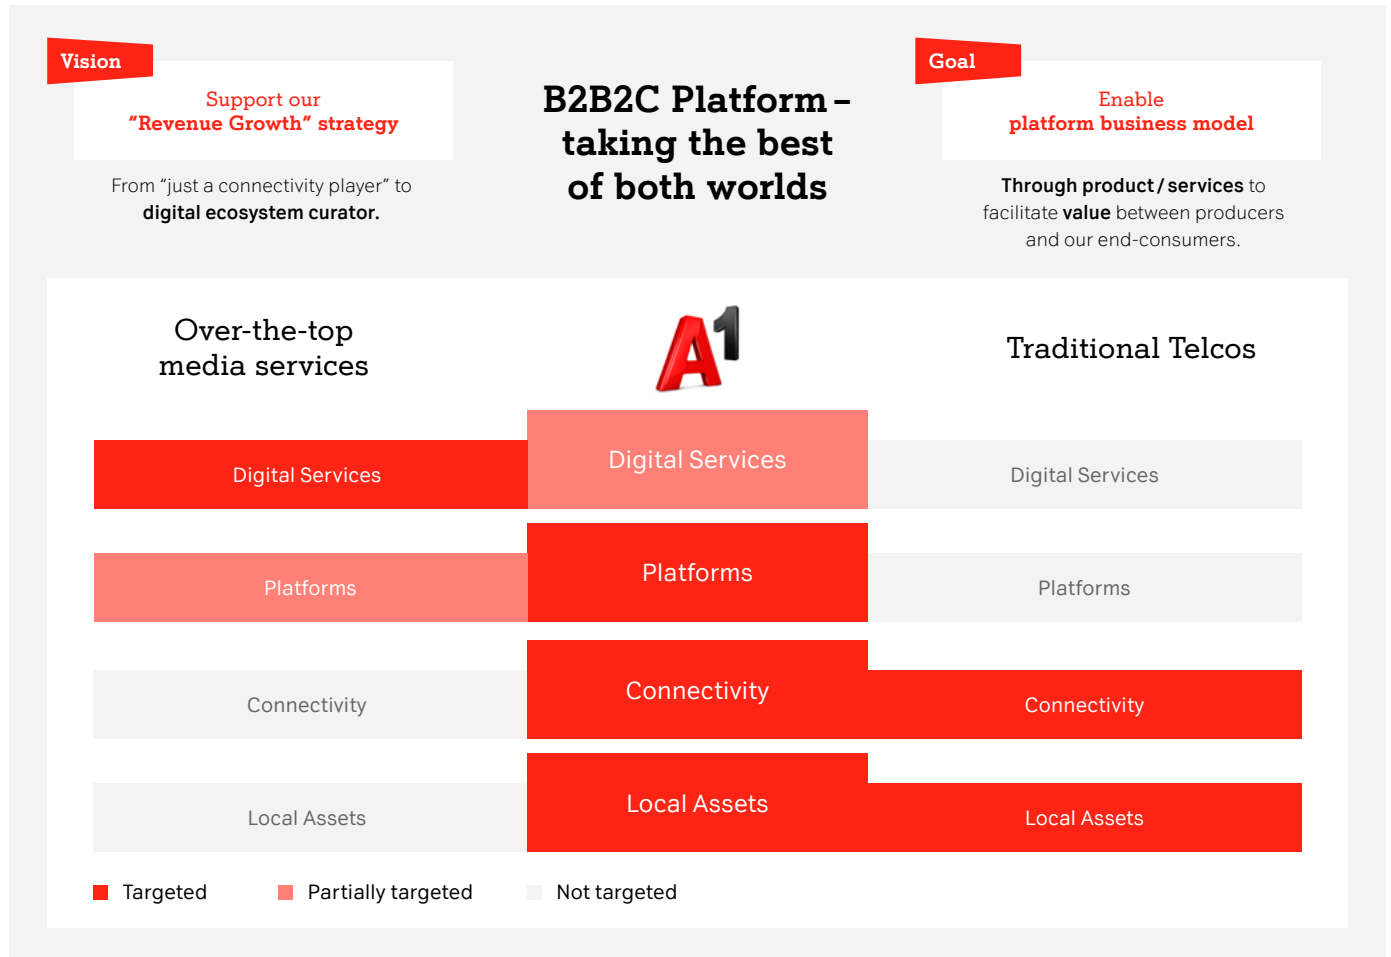 Vision
Support our
“Revenue Growth” strategy
From “just a connectivity player” to
digital ecosystem curator.
B2B2C Platform –
taking the best
of both worlds
Goal
Enable
platform business model
Through product / services to
facilitate value between producers
and our end-consumers.
Over-the-top
media services
A1
Traditional Telcos
Digital Services
Digital Services
Digital Services
Platforms
Platforms
Platforms
Connectivity
Connectivity
Connectivity
Local Assets
Local Assets
Local Assets
Targeted
Partially targeted
Not targeted